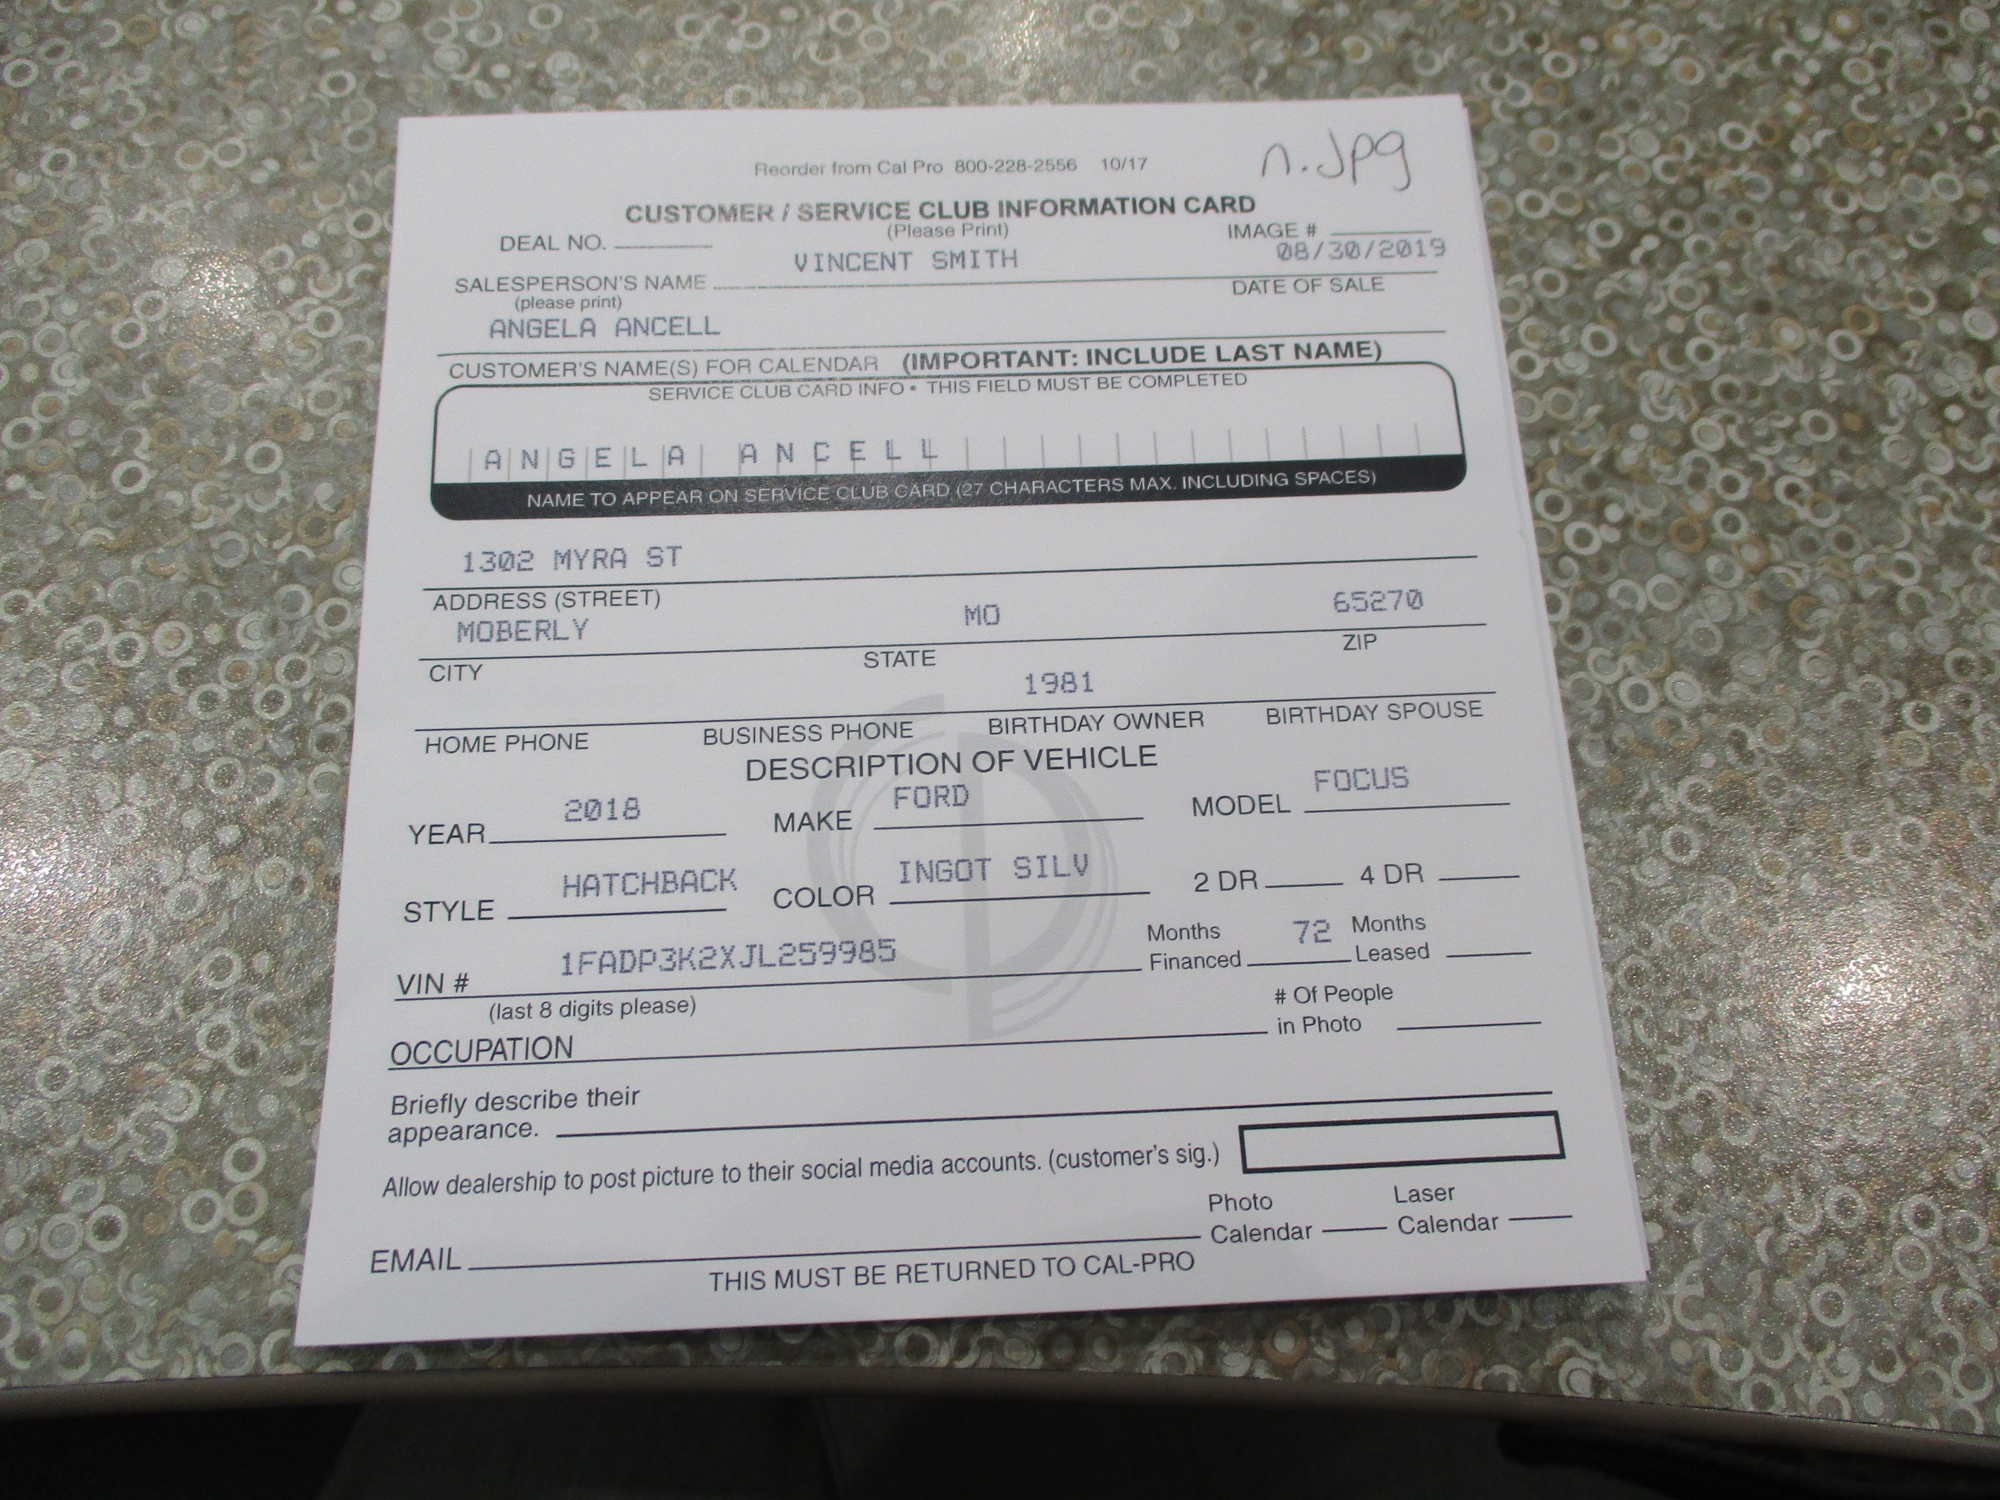 Reorder from Cal Pro 800-228-2556 10/17
n.Jpg
CUSTOMER / SERVICE CLUB INFORMATION CARD
(Please Print)
DEAL NO. IMAGE #
VINCENT SMITH 08/30/2019
SALESPERSON'S NAME DATE OF SALE
(please print)
ANGELA ANCELL
CUSTOMER'S NAME(S) FOR CALENDAR (IMPORTANT: INCLUDE LAST NAME)
SERVICE CLUB CARD INFO • THIS FIELD MUST BE COMPLETED
ANGELA ANCELL
NAME TO APPEAR ON SERVICE CLUB CARD (27 CHARACTERS MAX. INCLUDING SPACES)
1302 MYRA ST
ADDRESS (STREET)
MOBERLY MO 65270
CITY STATE ZIP
1981
HOME PHONE BUSINESS PHONE BIRTHDAY OWNER BIRTHDAY SPOUSE
DESCRIPTION OF VEHICLE
YEAR 2018 MAKE FORD MODEL FOCUS
STYLE HATCHBACK COLOR INGOT SILV 2 DR 4 DR
VIN # 1FADP3K2XJL259985 Months Financed 72 Months Leased
(last 8 digits please)
OCCUPATION # Of People in Photo
Briefly describe their
appearance.
Allow dealership to post picture to their social media accounts. (customer's sig.)
EMAIL Photo Calendar Laser Calendar
THIS MUST BE RETURNED TO CAL-PRO